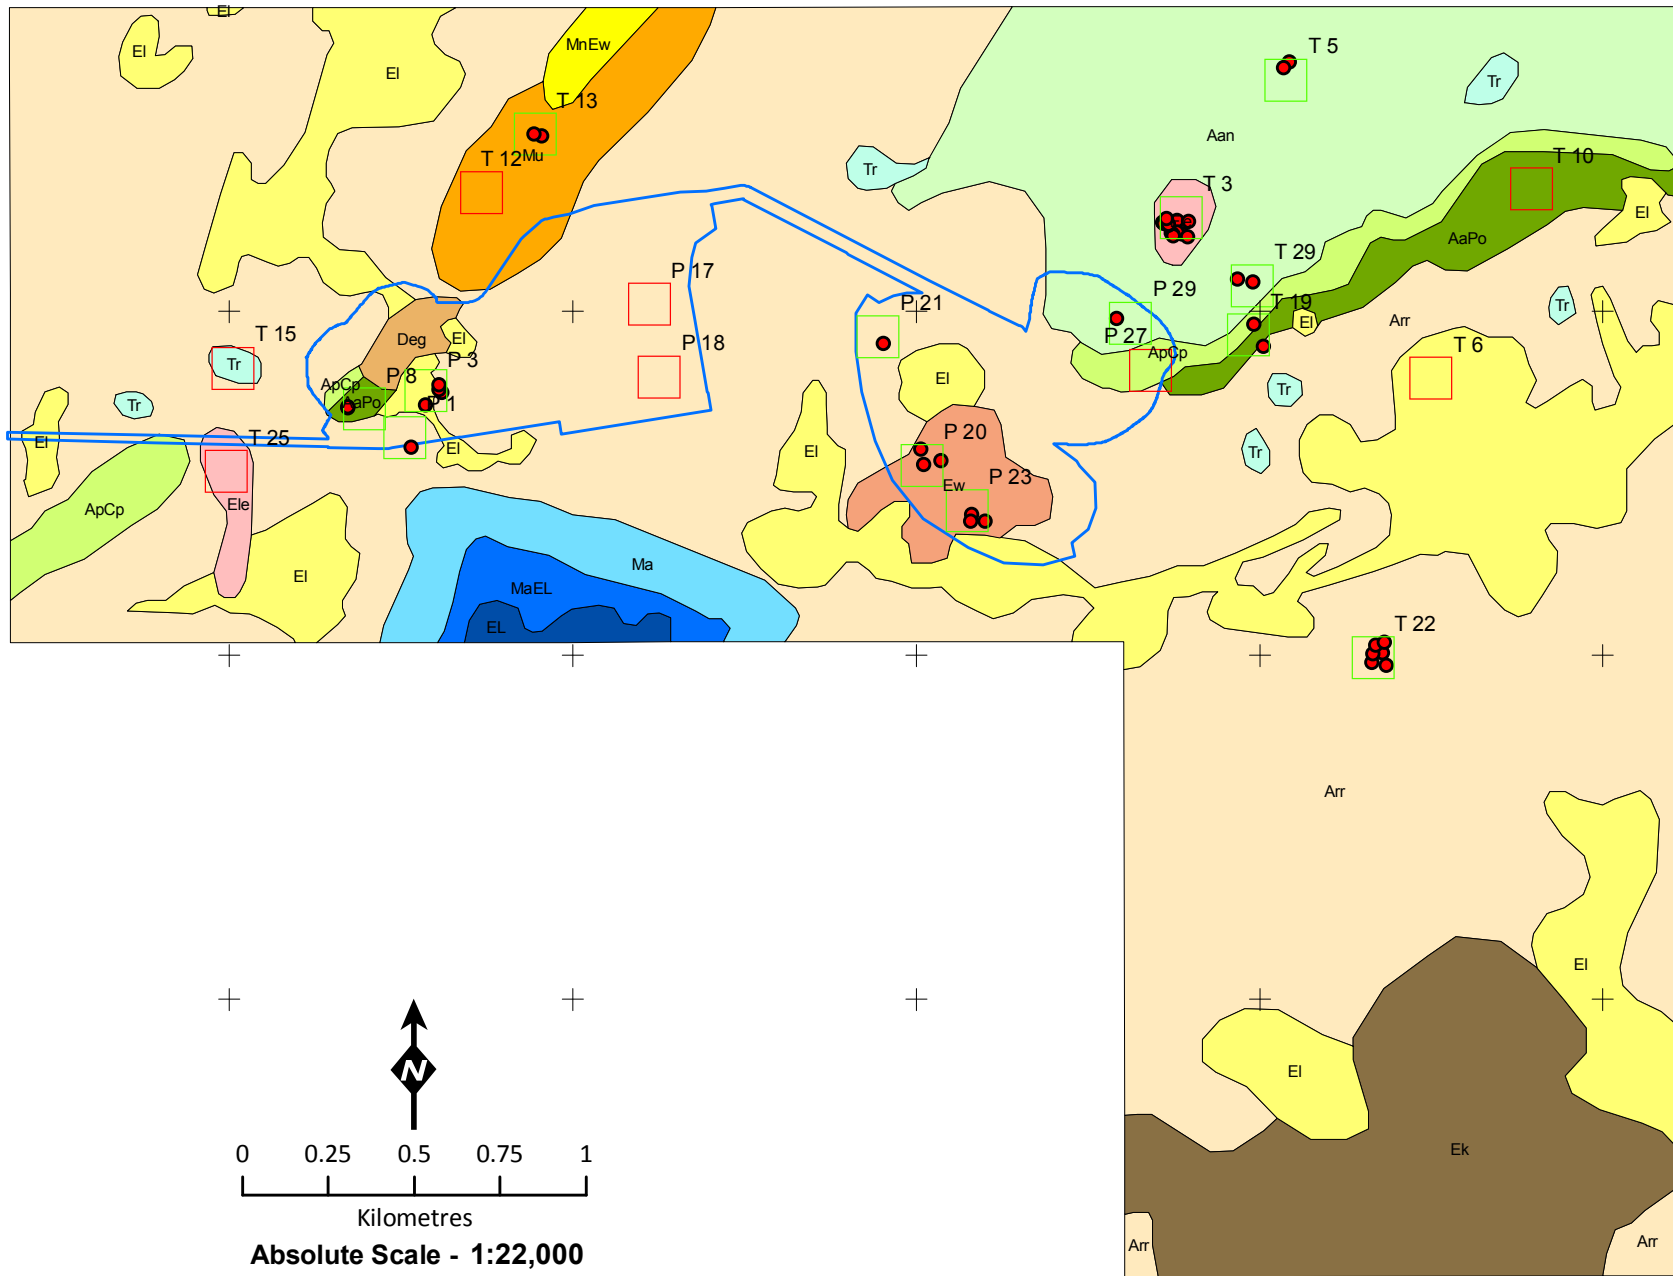 El
El
El
MnEw
T 5
Tr
T 13
Aan
Mu
T 12
Tr
T 10
T 3
El
AaPo
T 29
P 17
P 29
P 21
T 19
El
Arr
Tr
T 15
Deg
El
P 27
P 18
ApCp
T 6
Tr
P 3
El
ApCp
P 8
Tr
Tr
AaPo
P 1
El
T 25
El
El
P 20
Tr
P 23
Ew
ApCp
Ele
Ma
El
MaEL
EL
T 22
Arr
El
El
N
Ek
0 0.25 0.5 0.75 1
Kilometres
Absolute Scale - 1:22,000
Arr
Arr